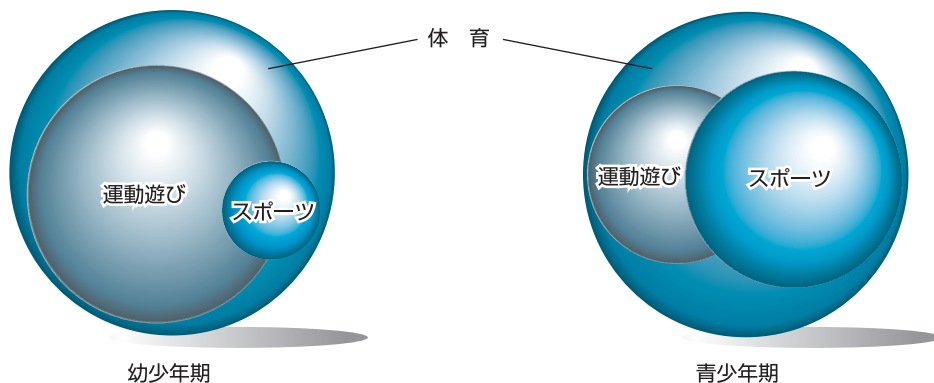 体　育
運動遊び
スポーツ
運動遊び
スポーツ
幼少年期
青少年期